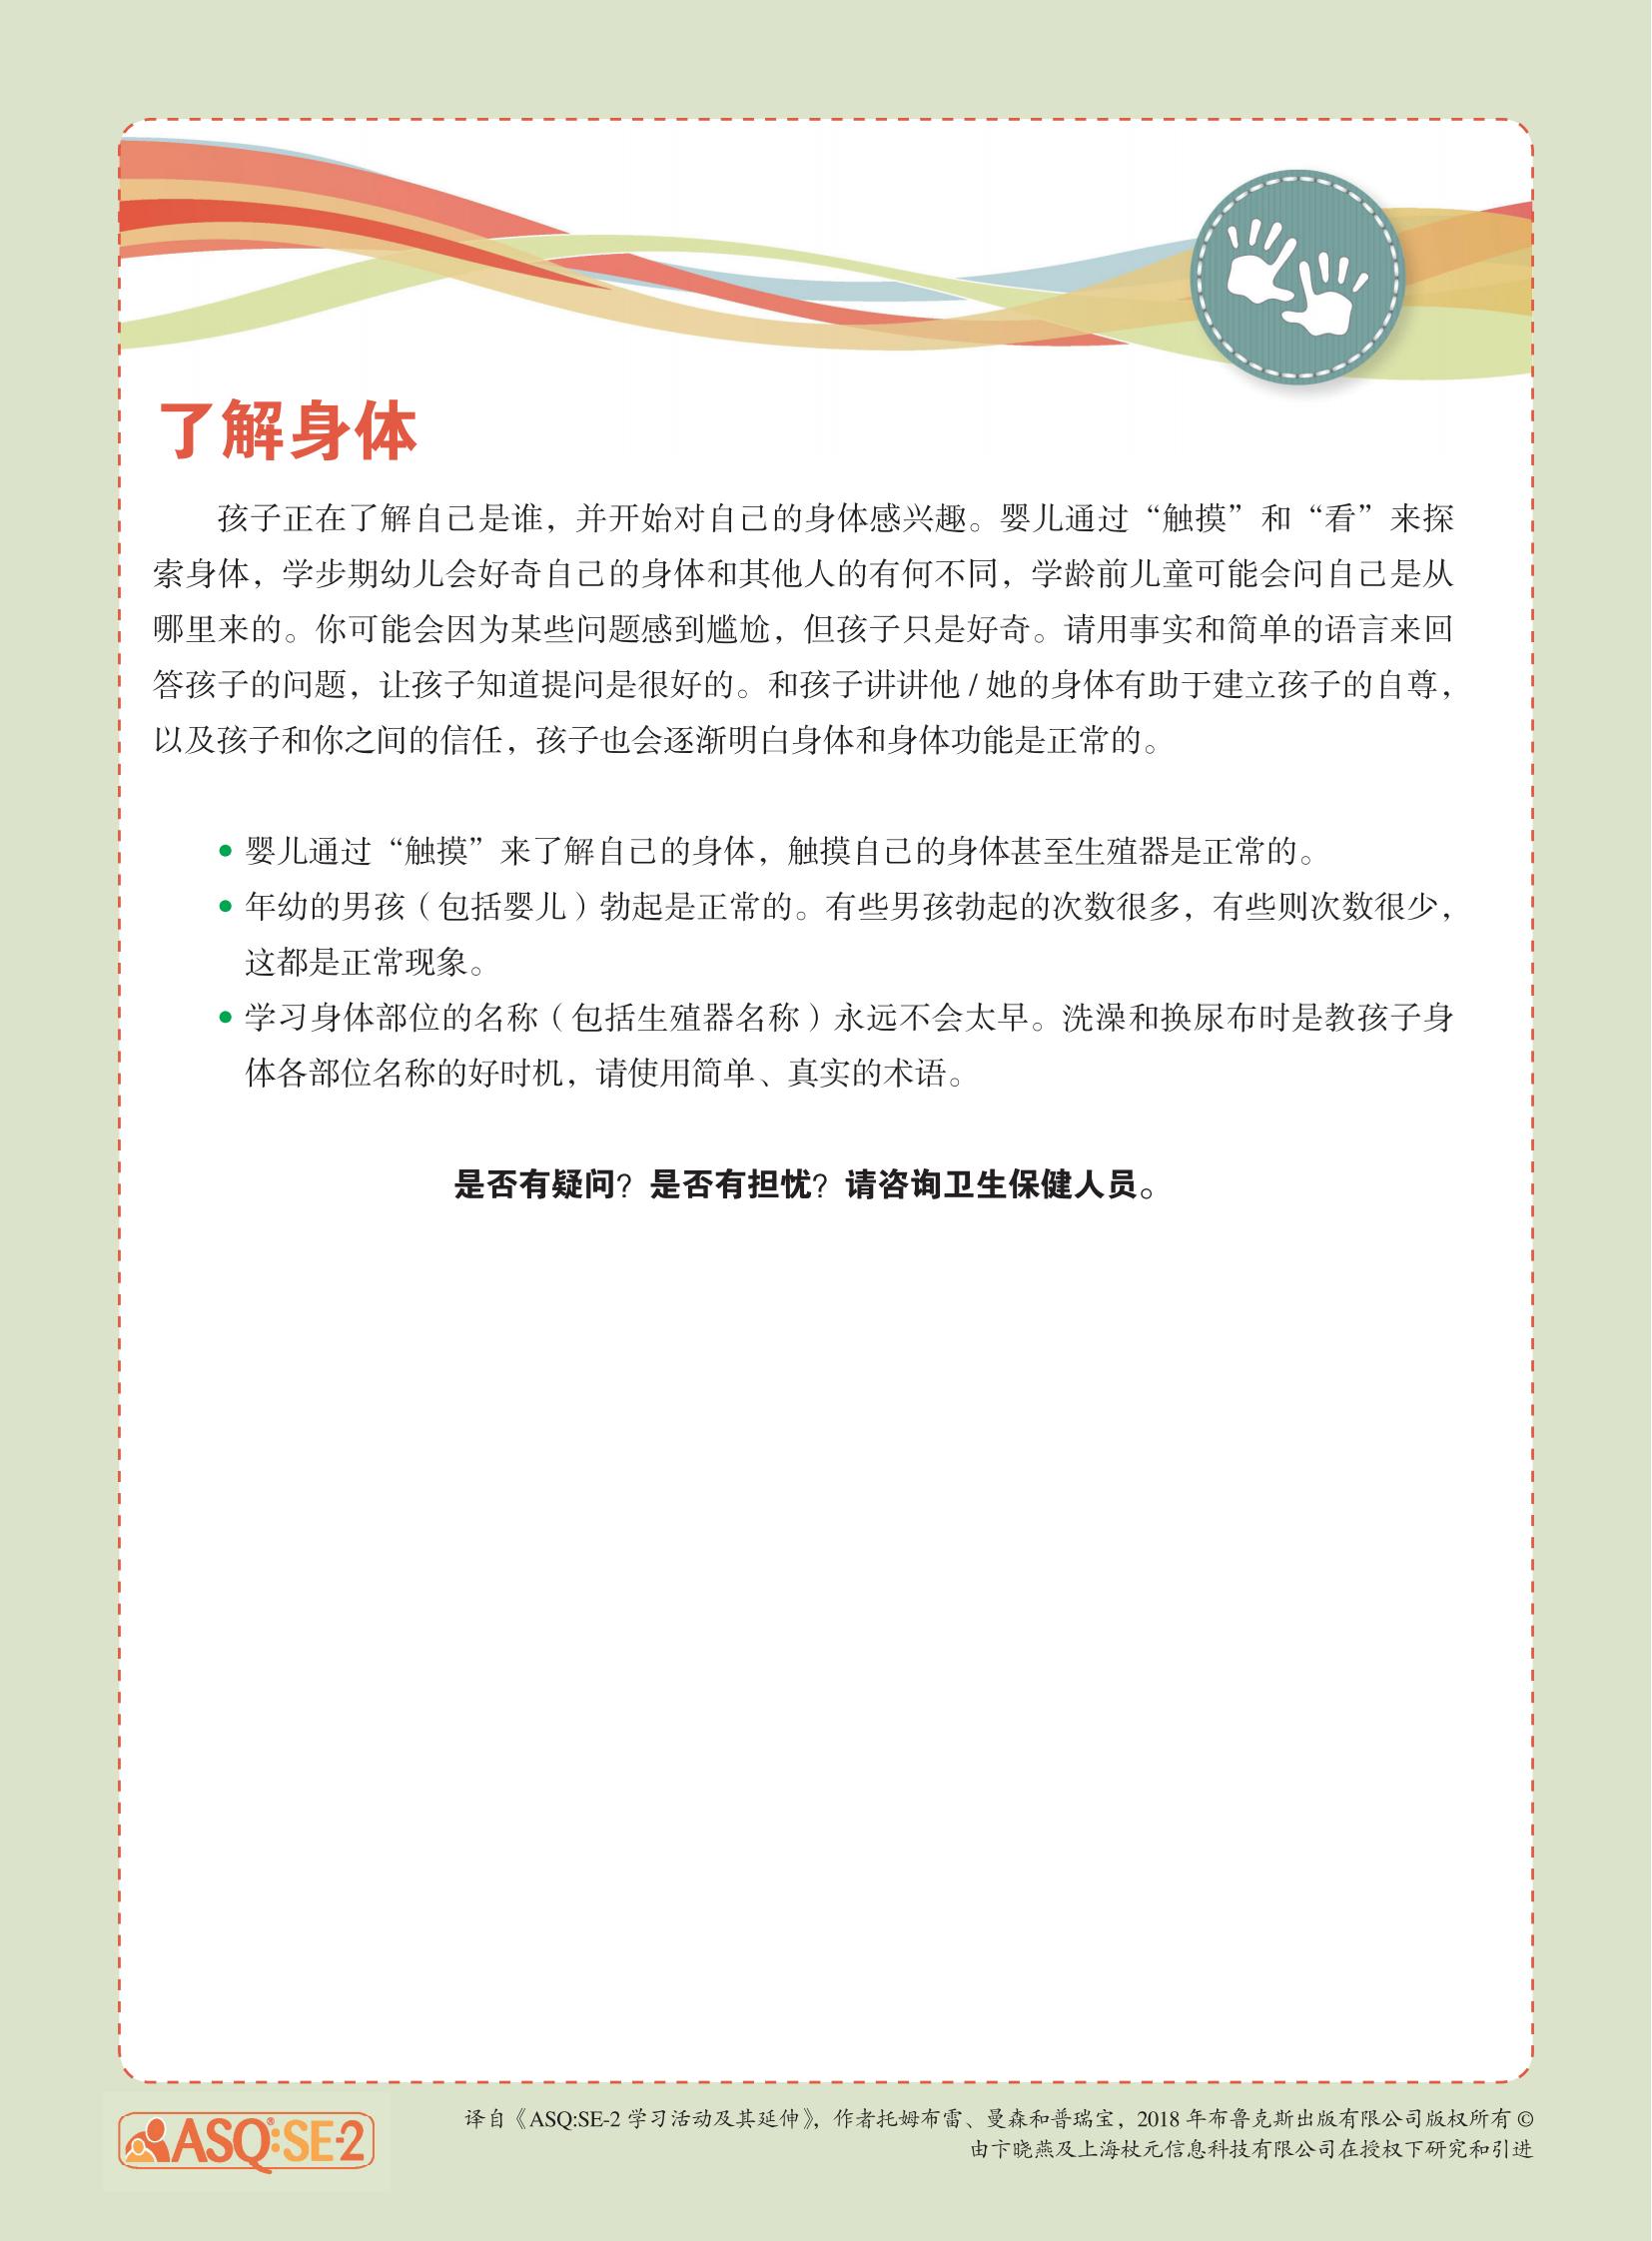 了解身体
孩子正在了解自己是谁，并开始对自己的身体感兴趣。婴儿通过“触摸”和“看”来探
索身体，学步期幼儿会好奇自己的身体和其他人的有何不同，学龄前儿童可能会问自己是从
哪里来的。你可能会因为某些问题感到尴尬，但孩子只是好奇。请用事实和简单的语言来回
答孩子的问题，让孩子知道提问是很好的。和孩子讲讲他 / 她的身体有助于建立孩子的自尊，
以及孩子和你之间的信任，孩子也会逐渐明白身体和身体功能是正常的。
• 婴儿通过“触摸”来了解自己的身体，触摸自己的身体甚至生殖器是正常的。
• 年幼的男孩（包括婴儿）勃起是正常的。有些男孩勃起的次数很多，有些则次数很少，
这都是正常现象。
• 学习身体部位的名称（包括生殖器名称）永远不会太早。洗澡和换尿布时是教孩子身
体各部位名称的好时机，请使用简单、真实的术语。
是否有疑问？是否有担忧？请咨询卫生保健人员。
ASQ®:SE-2
译自《ASQ:SE-2 学习活动及其延伸》，作者托姆布雷、曼森和普瑞宝，2018 年布鲁克斯出版有限公司版权所有 ©
由卞晓燕及上海杖元信息科技有限公司在授权下研究和引进